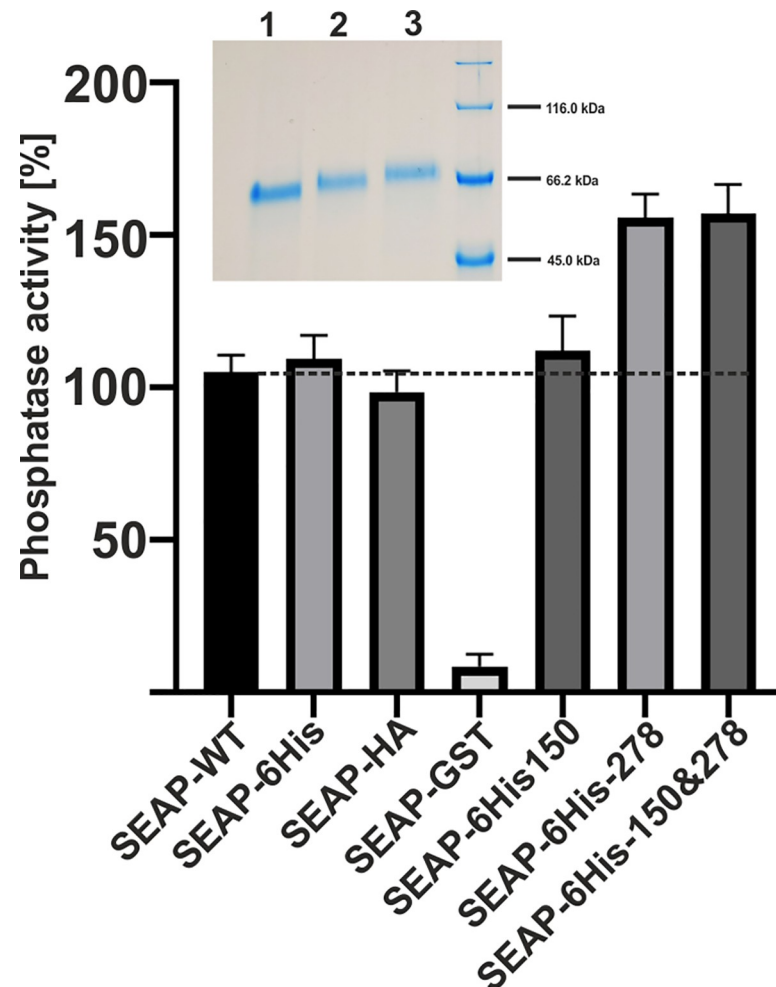 1 2 3
200
116.0 kDa
66.2 kDa
150
45.0 kDa
100
50
Phosphatase activity [%]
SEAP-WT
SEAP-6His
SEAP-HA
SEAP-GST
SEAP-6His150
SEAP-6His-278
SEAP-6His-150&278